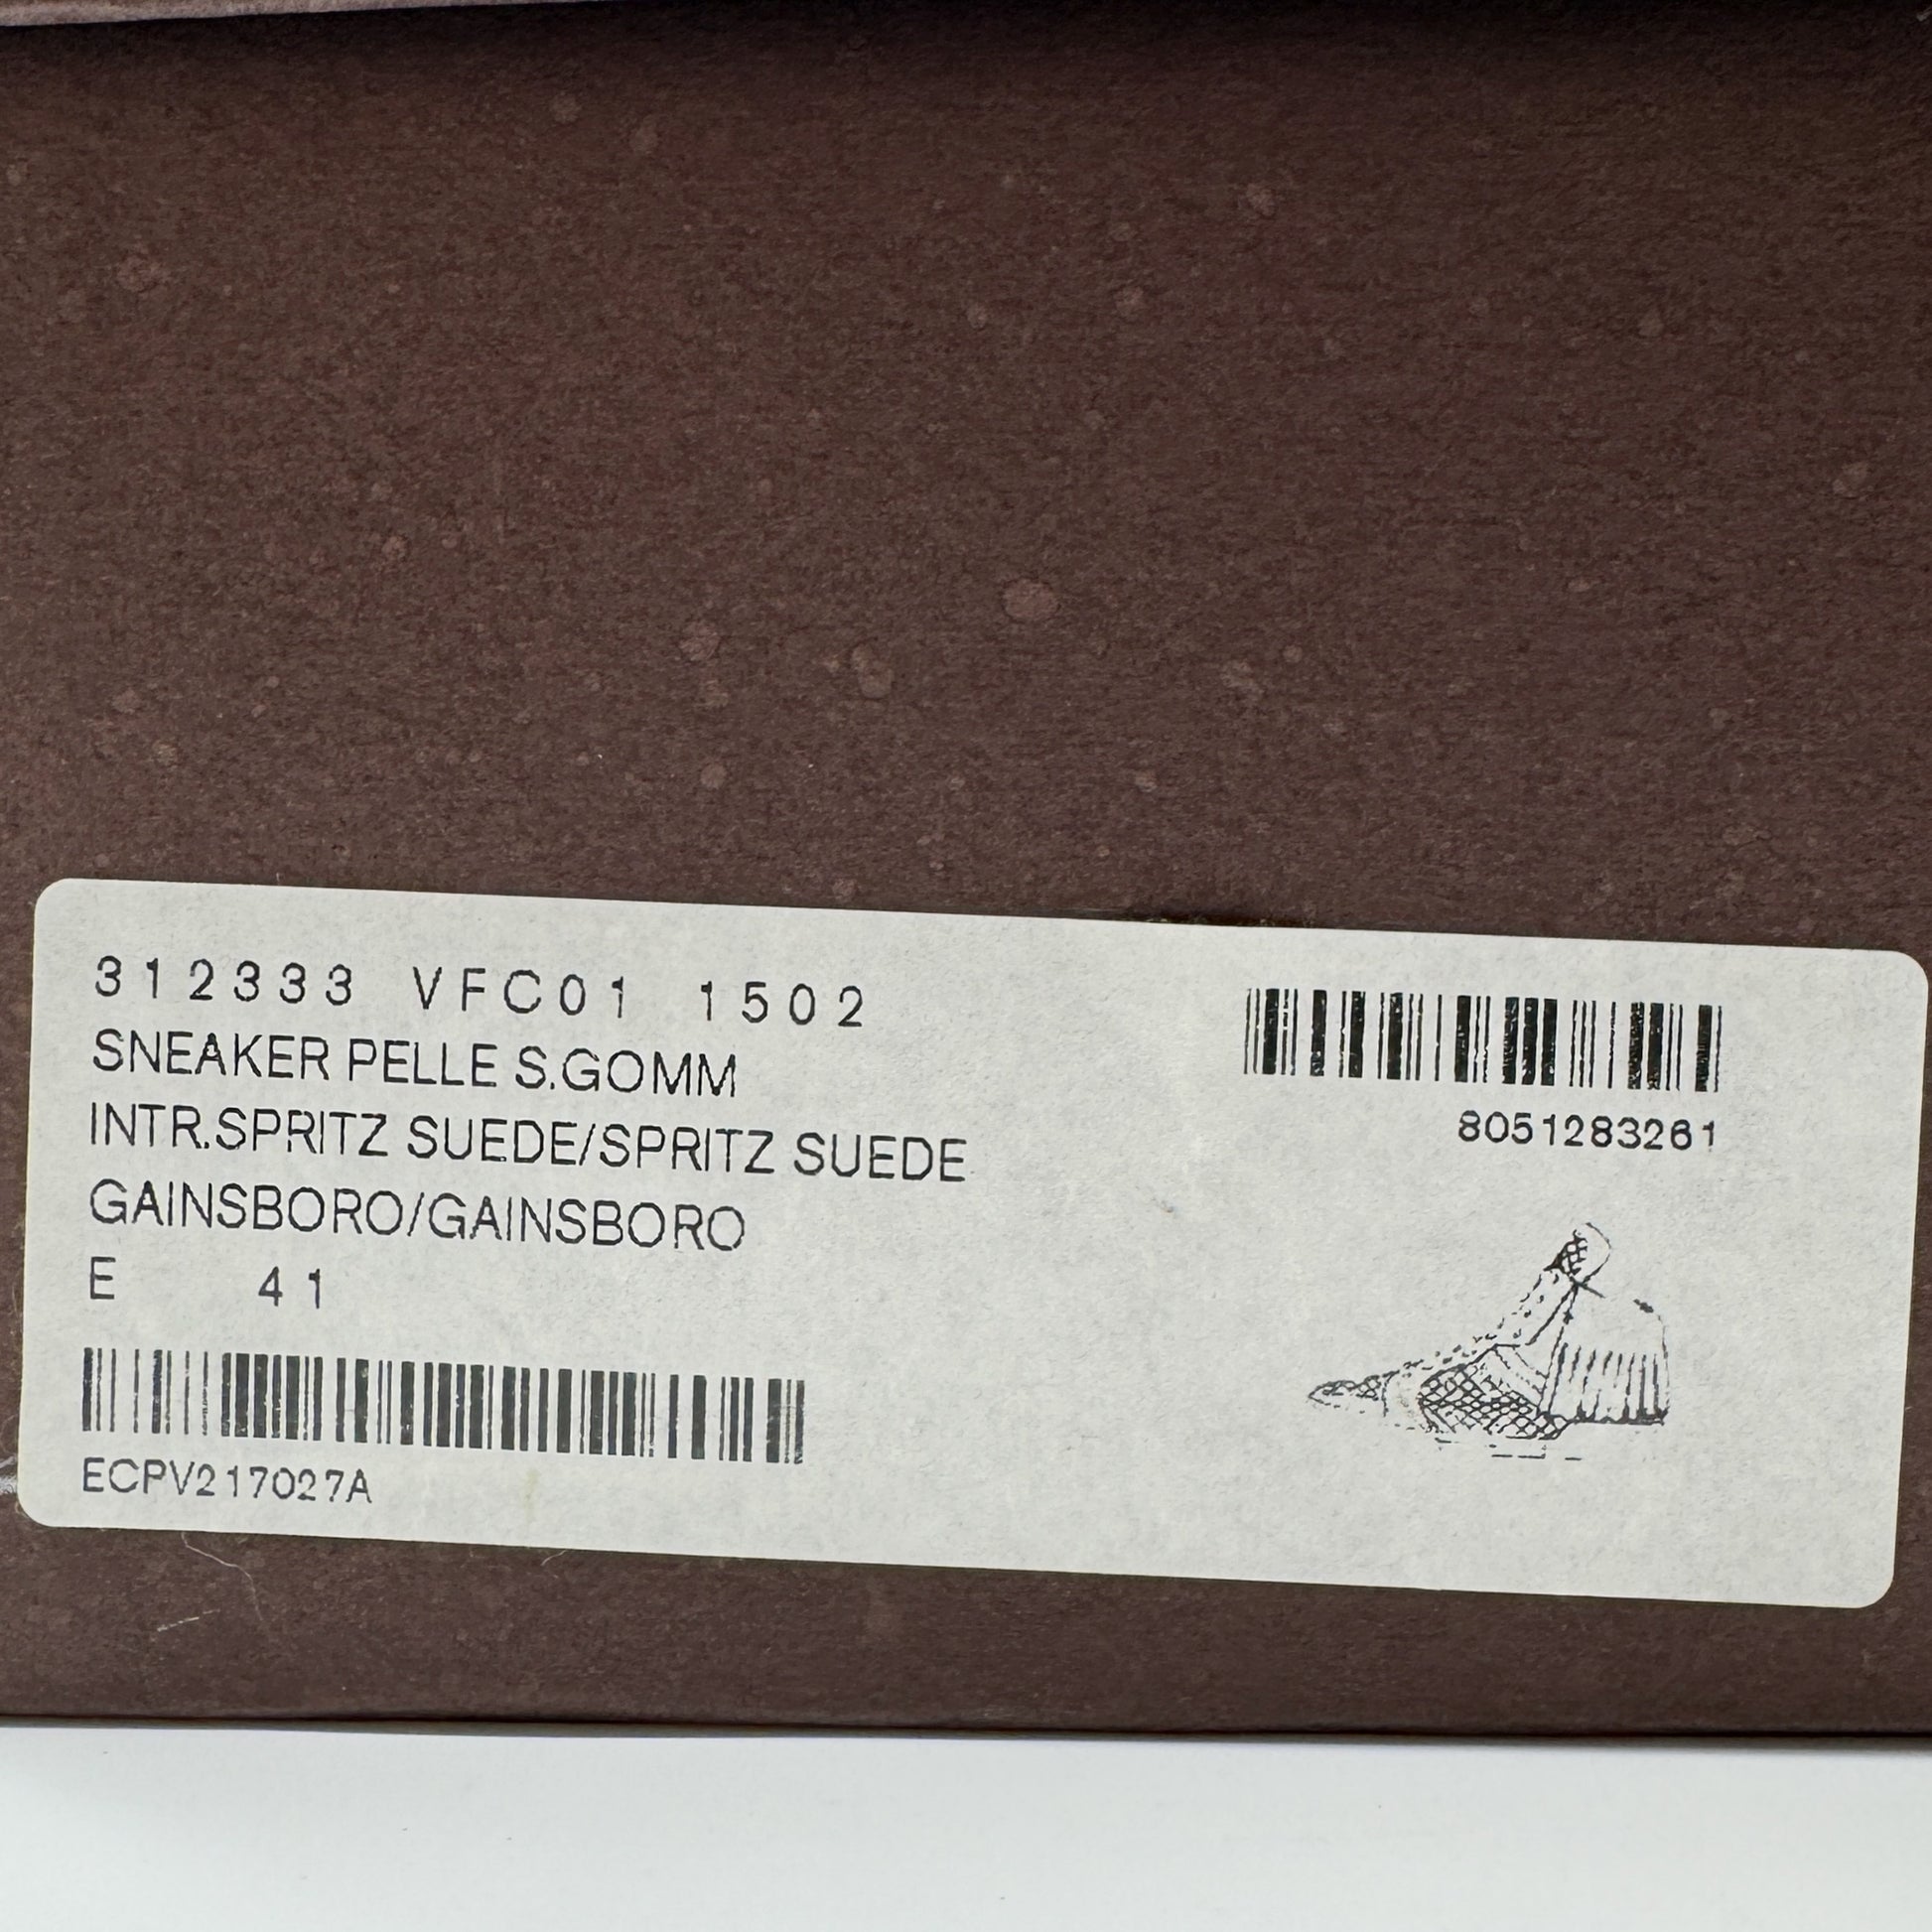 312333 VFC01 1502
SNEAKER PELLE S.GOMM
INTR.SPRITZ SUEDE/SPRITZ SUEDE
GAINSBORO/GAINSBORO
E 41
ECPV217027A
8051283261